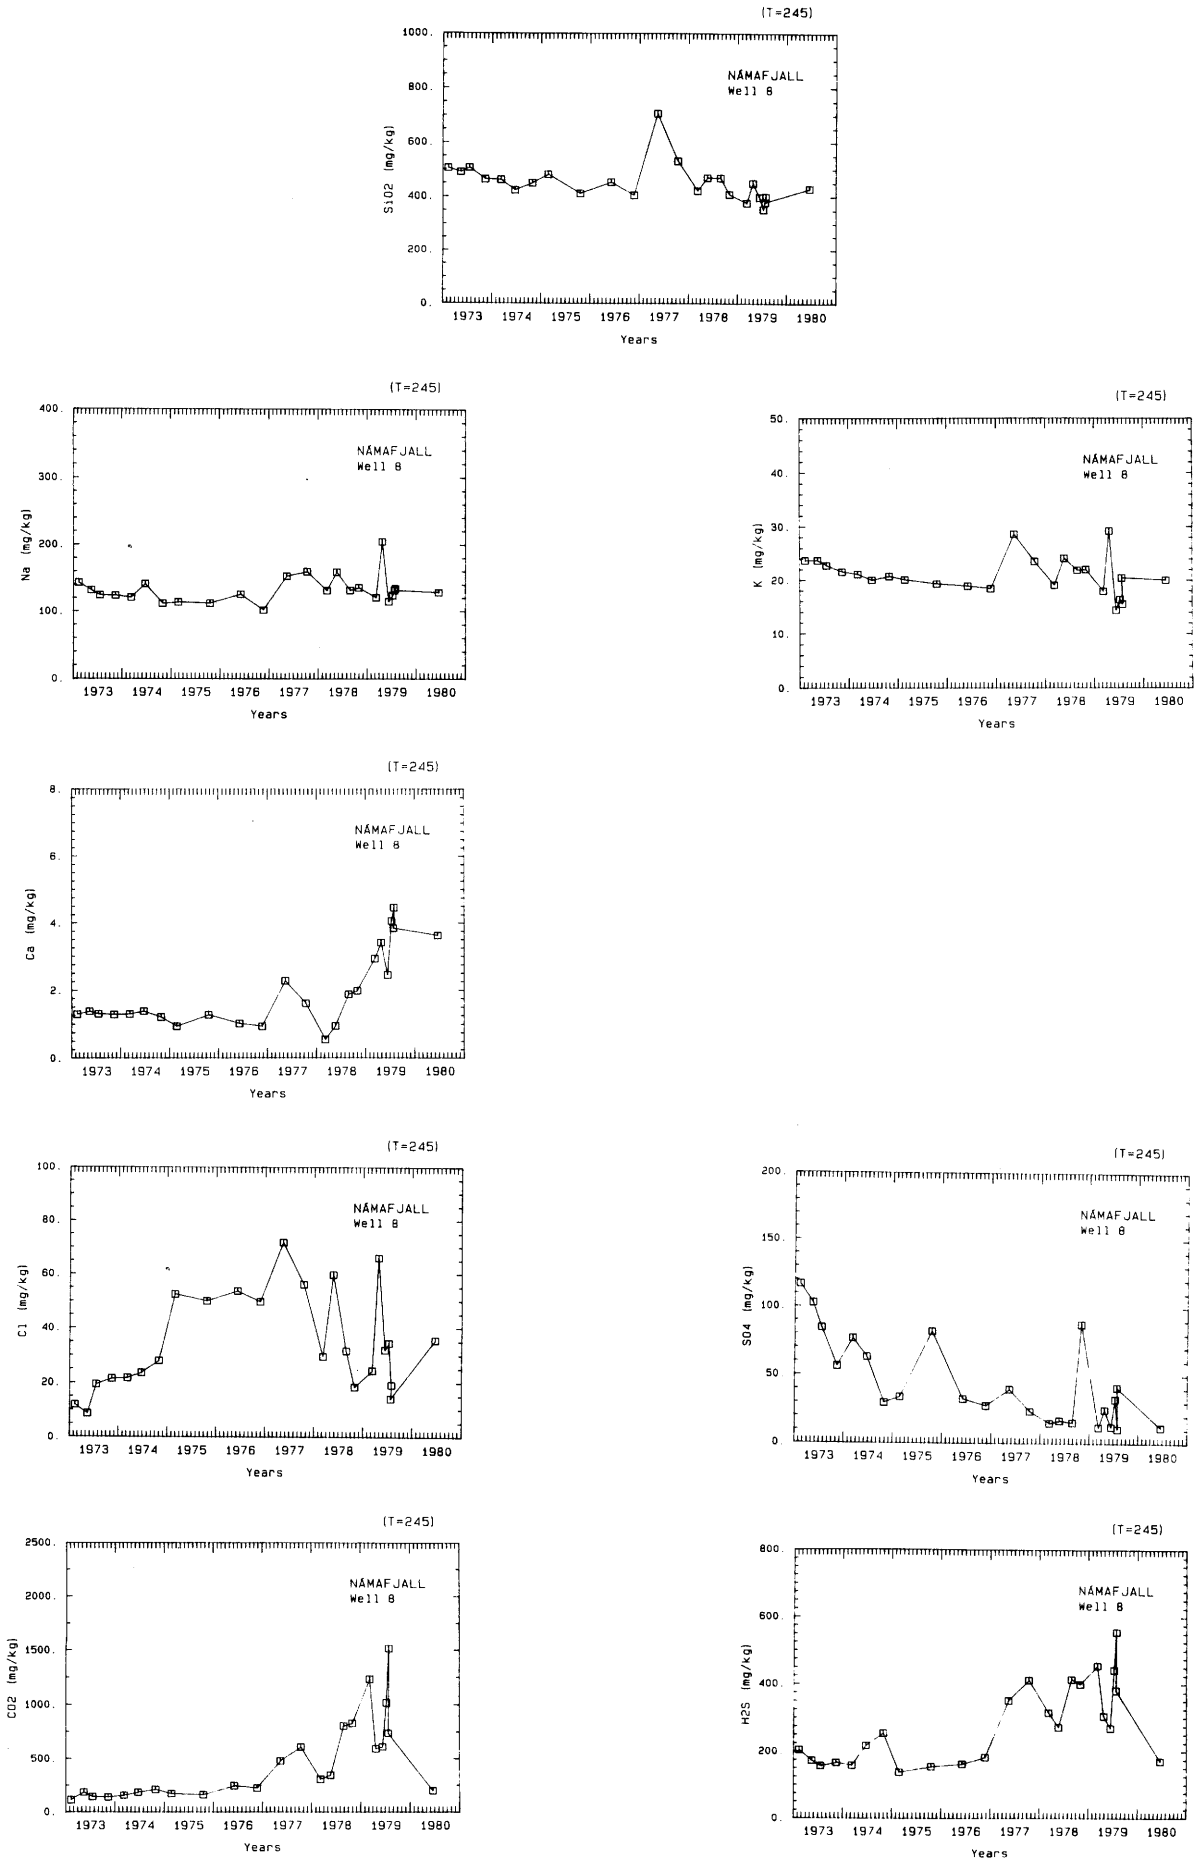 (T=245)
1000.
800.
600.
400.
200.
0.
SiO2 (mg/kg)
NÁMAFJALL
Well 8
1973 1974 1975 1976 1977 1978 1979 1980
Years
(T=245)
400.
300.
200.
100.
0.
Na (mg/kg)
NÁMAFJALL
Well 8
1973 1974 1975 1976 1977 1978 1979 1980
Years
(T=245)
50.
40.
30.
20.
10.
0.
K (mg/kg)
NÁMAFJALL
Well 8
1973 1974 1975 1976 1977 1978 1979 1980
Years
(T=245)
8.
6.
4.
2.
0.
Ca (mg/kg)
NÁMAFJALL
Well 8
1973 1974 1975 1976 1977 1978 1979 1980
Years
(T=245)
100.
80.
60.
40.
20.
0.
Cl (mg/kg)
NÁMAFJALL
Well 8
1973 1974 1975 1976 1977 1978 1979 1980
Years
(T=245)
200.
150.
100.
50.
0.
SO4 (mg/kg)
NÁMAFJALL
Well 8
1973 1974 1975 1976 1977 1978 1979 1980
Years
(T=245)
2500.
2000.
1500.
1000.
500.
0.
CO2 (mg/kg)
NÁMAFJALL
Well 8
1973 1974 1975 1976 1977 1978 1979 1980
Years
(T=245)
800.
600.
400.
200.
0.
H2S (mg/kg)
NÁMAFJALL
Well 8
1973 1974 1975 1976 1977 1978 1979 1980
Years